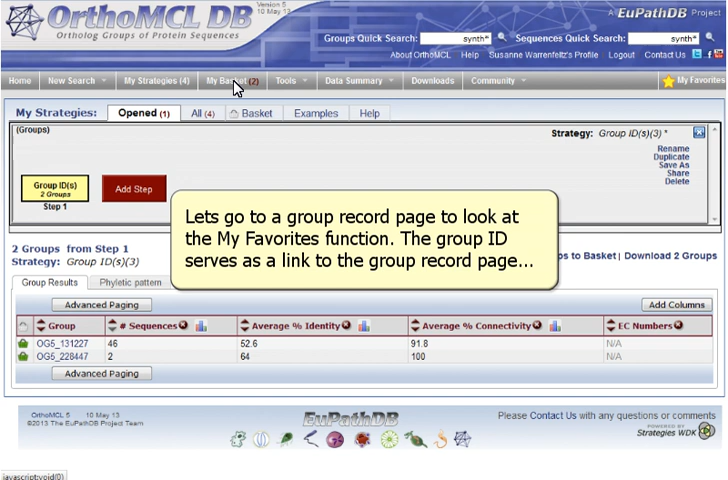 OrthoMCL DB
Version 5
10 May 13
Ortholog Groups of Protein Sequences
A EuPathDB Project
Groups Quick Search: synth* Sequences Quick Search: synth*
About OrthoMCL Help Susanne Warrenfeltz's Profile Logout Contact Us
Home New Search My Strategies (4) My Basket (2) Tools Data Summary Downloads Community My Favorites
My Strategies: Opened (1) All (4) Basket Examples Help
(Groups)
Strategy: Group ID(s)(3) *
Rename
Duplicate
Save As
Share
Delete
Group ID(s)
2 Groups
Step 1
Add Step
Lets go to a group record page to look at
the My Favorites function. The group ID
serves as a link to the group record page...
2 Groups from Step 1
Strategy: Group ID(s)(3)
to Basket | Download 2 Groups
Group Results Phyletic pattern
Advanced Paging Add Columns
Group # Sequences Average % Identity Average % Connectivity EC Numbers
OG5_131227 46 52.6 91.8 N/A
OG5_228447 2 64 100 N/A
Advanced Paging
OrthoMCL 5 10 May 13
©2013 The EuPathDB Project Team
EuPathDB
Please Contact Us with any questions or comments
POWERED BY
Strategies WDK
javascript:void(0)